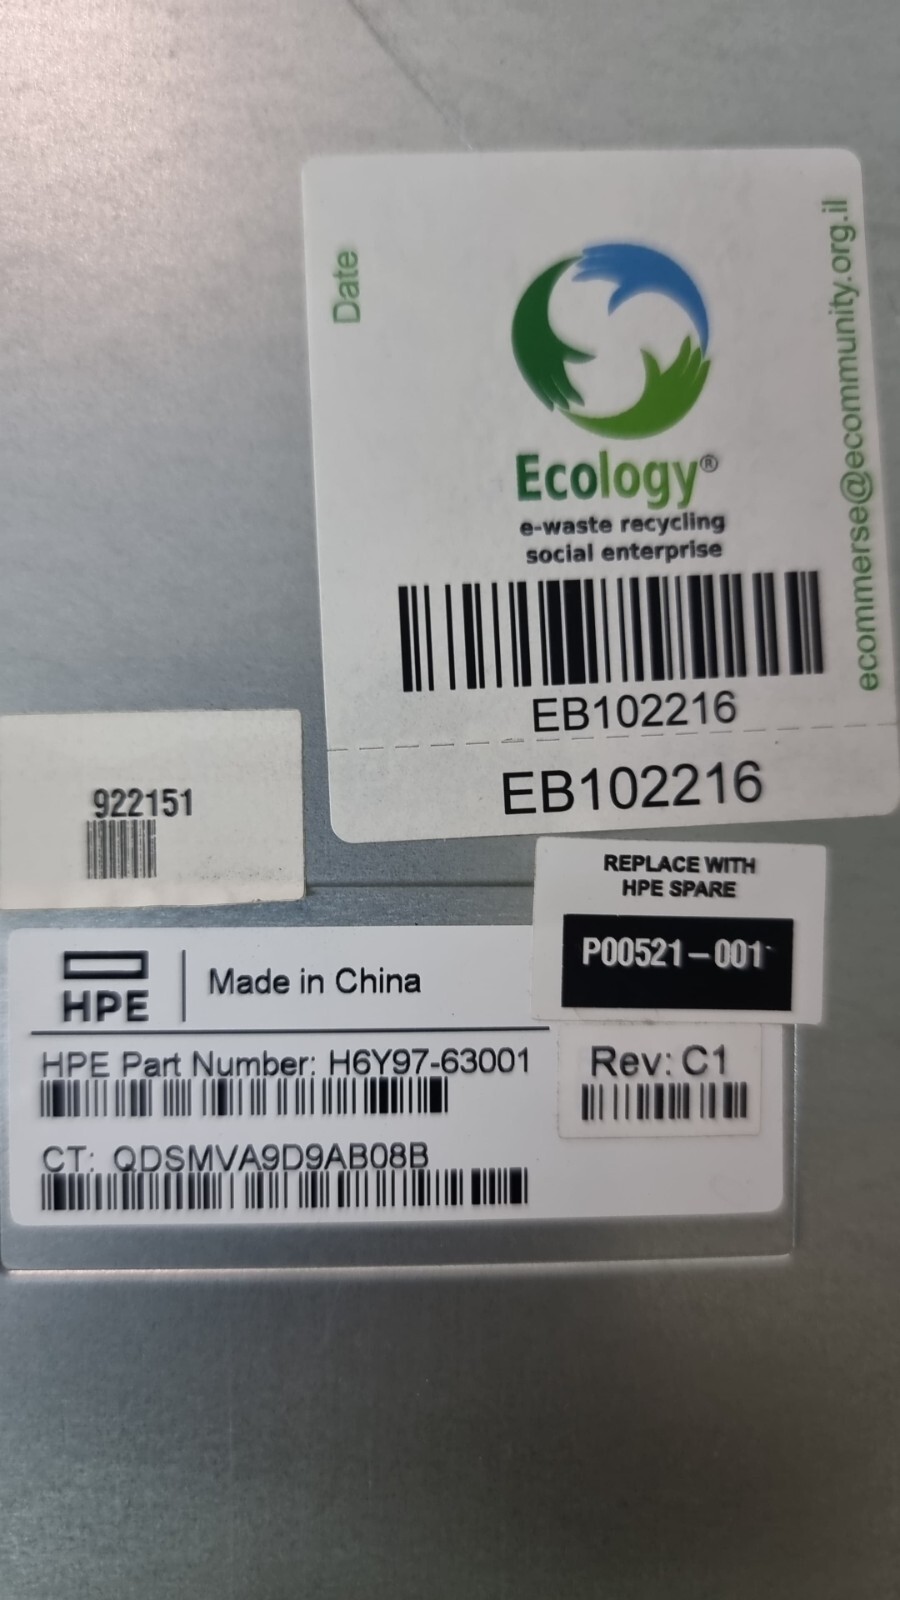 Date
ecommerse@ecommunity.org.il
Ecology®
e-waste recycling
social enterprise
EB102216
EB102216
922151
REPLACE WITH
HPE SPARE
P00521-001
HPE
Made in China
HPE Part Number: H6Y97-63001
Rev: C1
CT: QDSMVA9D9AB08B